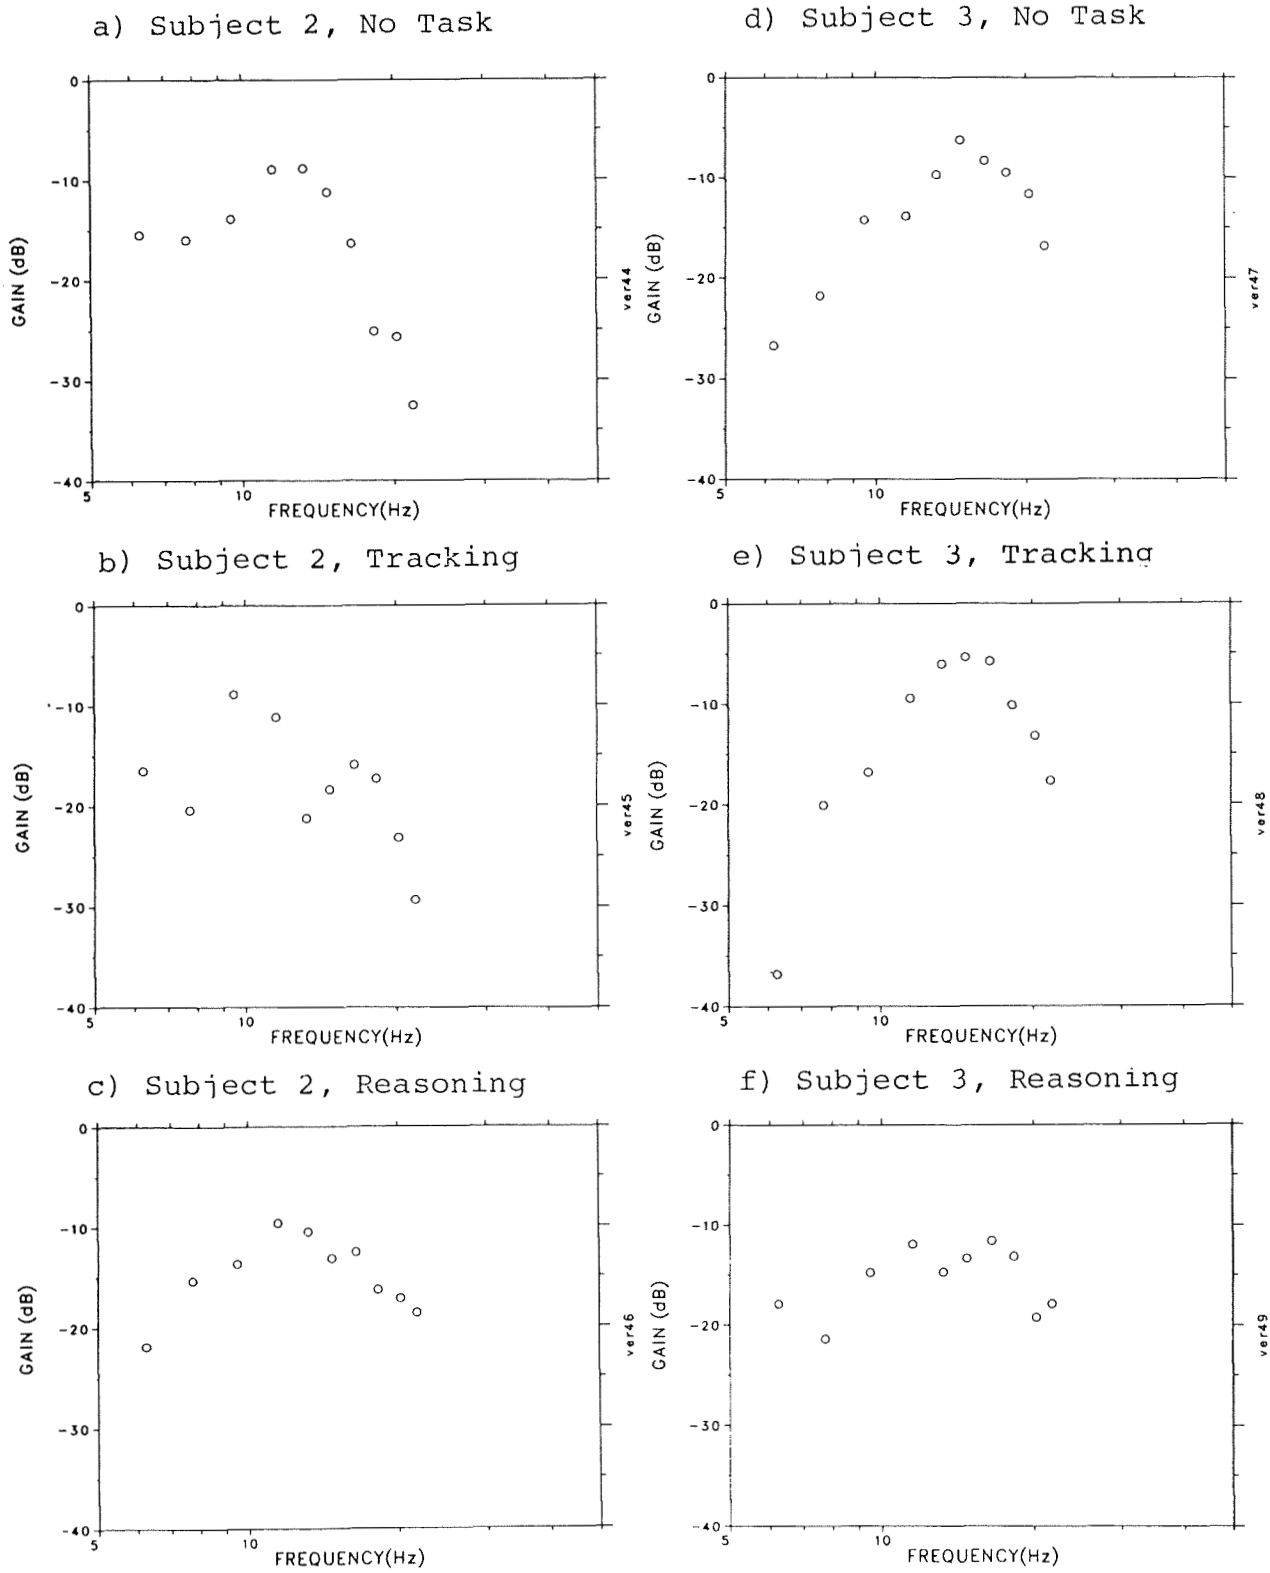 a) Subject 2, No Task
0
-10
-20
-30
-40
5
10
GAIN (dB)
FREQUENCY(Hz)
ver44
b) Subject 2, Tracking
0
-10
-20
-30
-40
5
10
GAIN (dB)
FREQUENCY(Hz)
ver45
c) Subject 2, Reasoning
0
-10
-20
-30
-40
5
10
GAIN (dB)
FREQUENCY(Hz)
ver46
d) Subject 3, No Task
0
-10
-20
-30
-40
5
10
GAIN (dB)
FREQUENCY(Hz)
ver47
e) Subject 3, Tracking
0
-10
-20
-30
-40
5
10
GAIN (dB)
FREQUENCY(Hz)
ver48
f) Subject 3, Reasoning
0
-10
-20
-30
-40
5
10
GAIN (dB)
FREQUENCY(Hz)
ver49